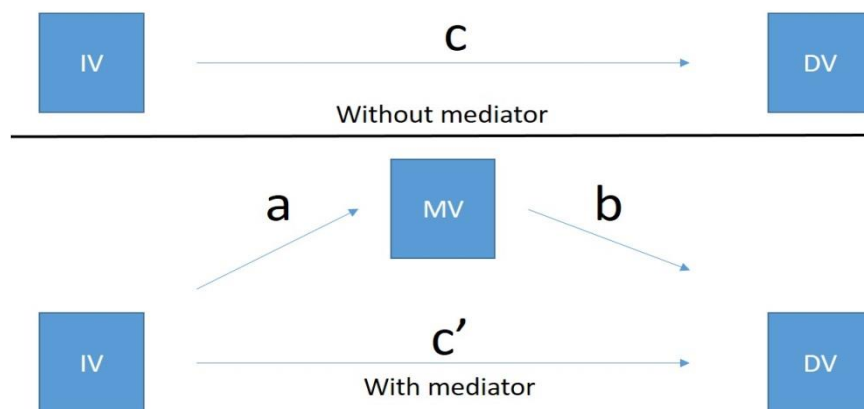 c
IV
DV
Without mediator
a
MV
b
IV
c’
DV
With mediator